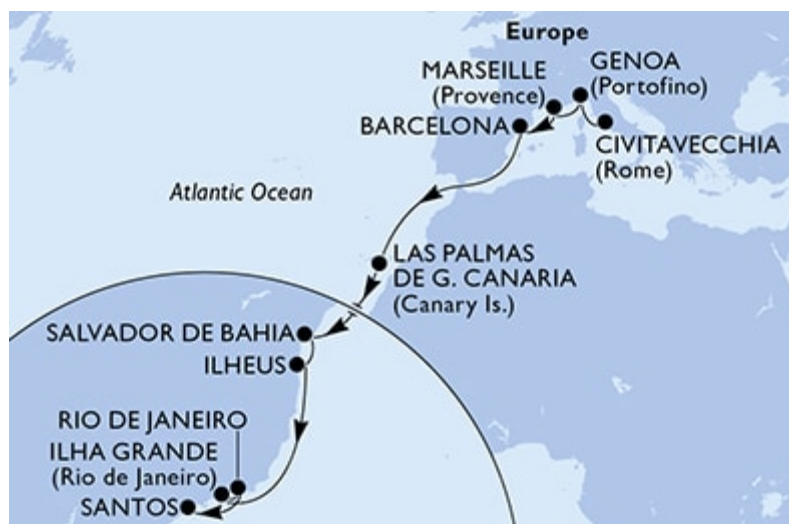 Europe
GENOA
(Portofino)
MARSEILLE
(Provence)
BARCELONA
CIVITAVECCHIA
(Rome)
Atlantic Ocean
LAS PALMAS
DE G. CANARIA
(Canary Is.)
SALVADOR DE BAHIA
ILHEUS
RIO DE JANEIRO
ILHA GRANDE
(Rio de Janeiro)
SANTOS